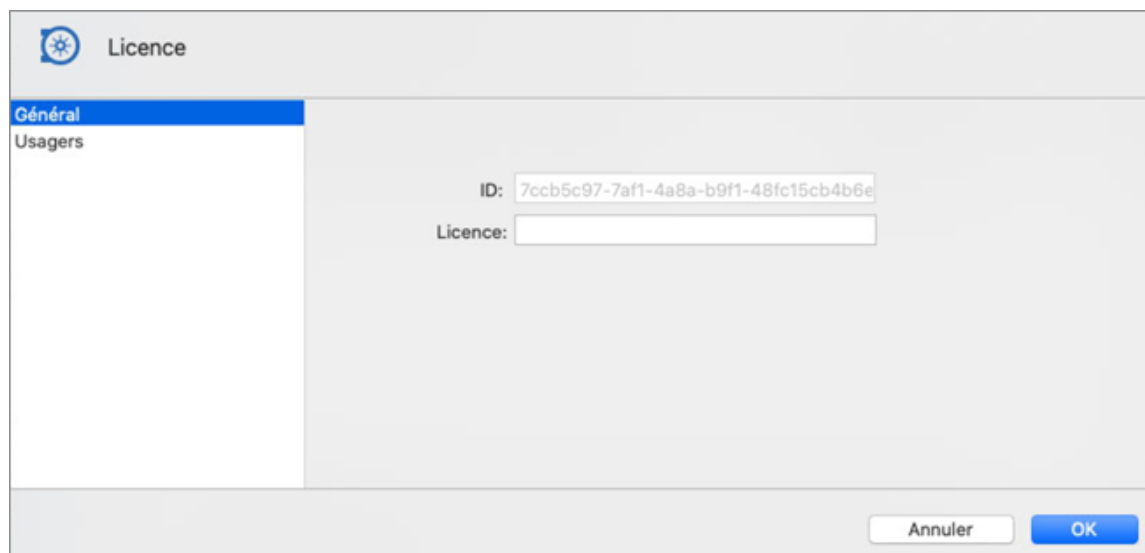 Licence
Général
Usagers
ID: 7ccb5c97-7af1-4a8a-b9f1-48fc15cb4b6e
Licence:
Annuler OK